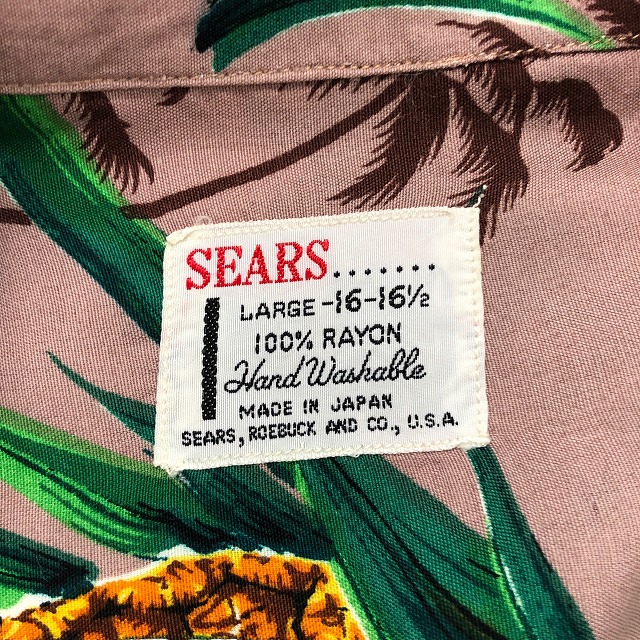 SEARS.......
LARGE-16-16½
100% RAYON
Hand Washable
MADE IN JAPAN
SEARS, ROEBUCK AND CO., U.S.A.